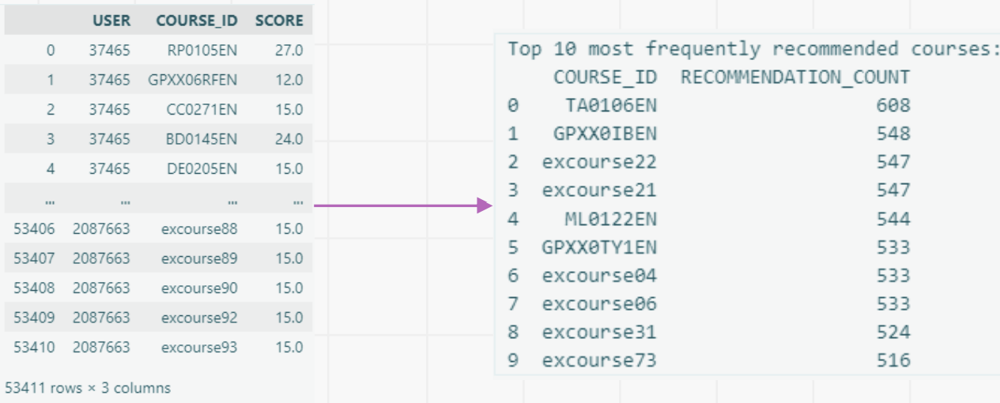 USER COURSE_ID SCORE
0 37465 RP0105EN 27.0
1 37465 GPXX06RFEN 12.0
2 37465 CC0271EN 15.0
3 37465 BD0145EN 24.0
4 37465 DE0205EN 15.0
... ... ... ...
53406 2087663 excourse88 15.0
53407 2087663 excourse89 15.0
53408 2087663 excourse90 15.0
53409 2087663 excourse92 15.0
53410 2087663 excourse93 15.0
53411 rows × 3 columns
Top 10 most frequently recommended courses:
COURSE_ID RECOMMENDATION_COUNT
0 TA0106EN 608
1 GPXX0IBEN 548
2 excourse22 547
3 excourse21 547
4 ML0122EN 544
5 GPXX0TY1EN 533
6 excourse04 533
7 excourse06 533
8 excourse31 524
9 excourse73 516